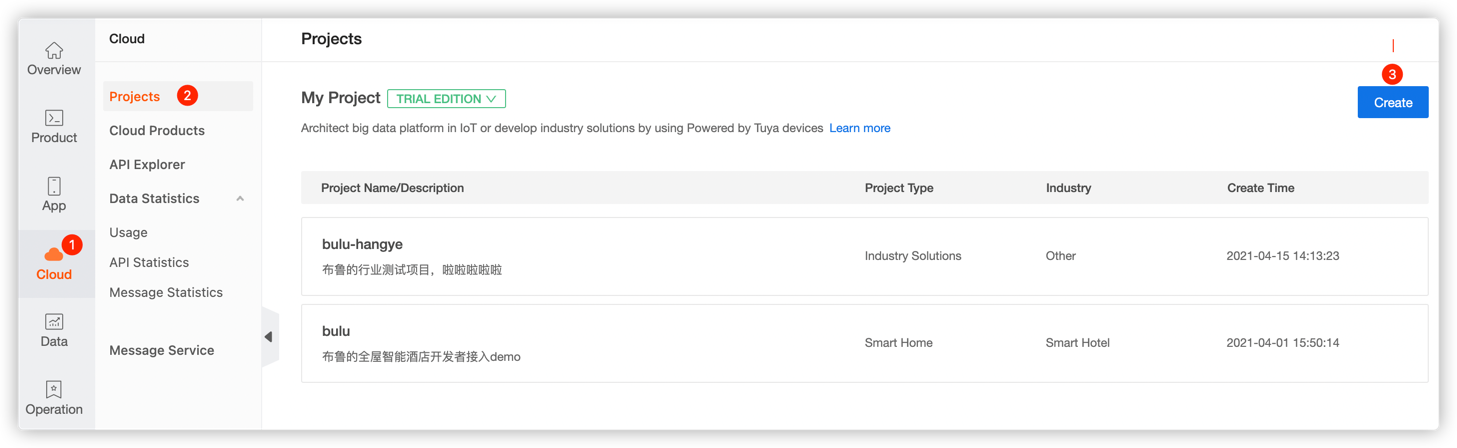 Overview
Product
App
1
Cloud
Data
Operation
Cloud
Projects 2
Cloud Products
API Explorer
Data Statistics
Usage
API Statistics
Message Statistics
Message Service
Projects
3
My Project TRIAL EDITION
Create
Architect big data platform in IoT or develop industry solutions by using Powered by Tuya devices Learn more
Project Name/Description Project Type Industry Create Time
bulu-hangye
布鲁的行业测试项目，啦啦啦啦啦
Industry Solutions Other 2021-04-15 14:13:23
bulu
布鲁的全屋智能酒店开发者接入demo
Smart Home Smart Hotel 2021-04-01 15:50:14